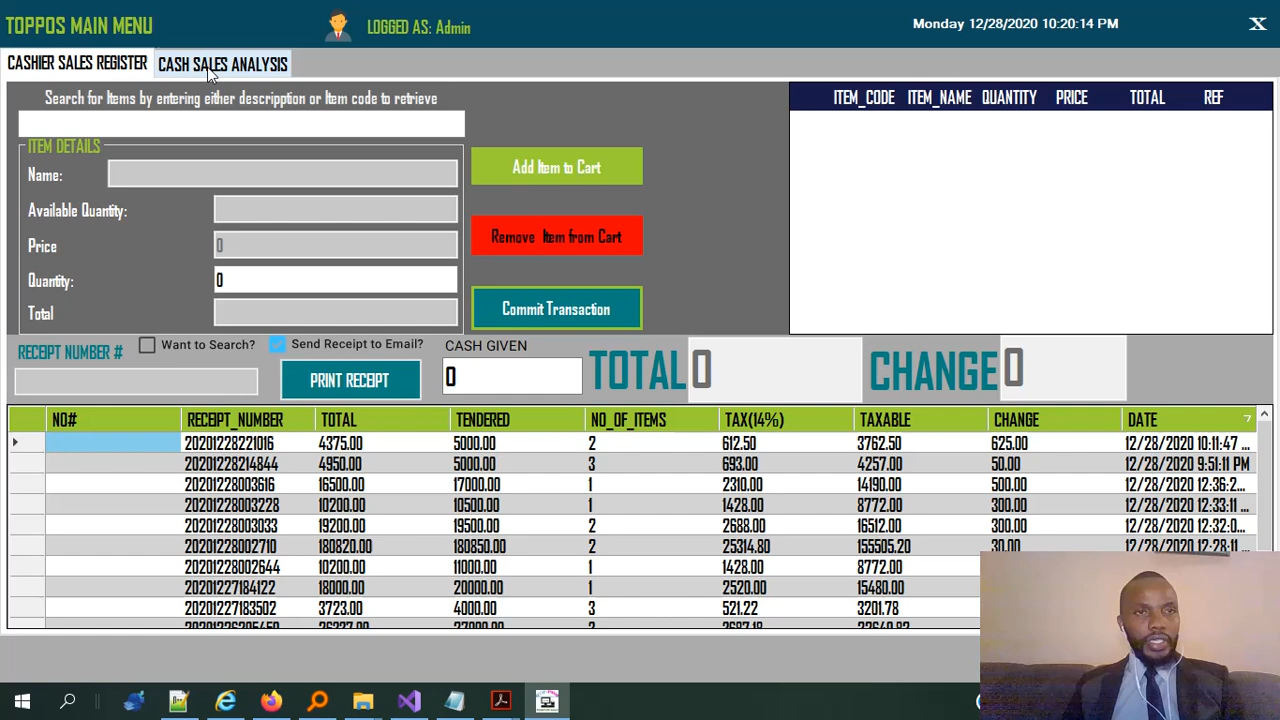 TOPPOS MAIN MENU
LOGGED AS: Admin
Monday 12/28/2020 10:20:14 PM
X
CASHIER SALES REGISTER
CASH SALES ANALYSIS
Search for Items by entering either descripption or Item code to retrieve
ITEM DETAILS
Name:
Available Quantity:
Price
0
Quantity:
0
Total
Add Item to Cart
Remove Item from Cart
Commit Transaction
ITEM_CODE ITEM_NAME QUANTITY PRICE TOTAL REF
RECEIPT NUMBER #
Want to Search?
Send Receipt to Email?
PRINT RECEIPT
CASH GIVEN
0
TOTAL 0
CHANGE 0
NO# RECEIPT_NUMBER TOTAL TENDERED NO_OF_ITEMS TAX(14%) TAXABLE CHANGE DATE
20201228221016 4375.00 5000.00 2 612.50 3762.50 625.00 12/28/2020 10:11:47 ...
20201228214844 4950.00 5000.00 3 693.00 4257.00 50.00 12/28/2020 9:51:11 PM
20201228003616 16500.00 17000.00 1 2310.00 14190.00 500.00 12/28/2020 12:36:2...
20201228003228 10200.00 10500.00 1 1428.00 8772.00 300.00 12/28/2020 12:33:11 ...
20201228003033 19200.00 19500.00 2 2688.00 16512.00 300.00 12/28/2020 12:32:0...
20201228002710 180820.00 180850.00 2 25314.80 155505.20 30.00 12/28/2020 12:28:11
20201228002644 10200.00 11000.00 1 1428.00 8772.00
20201227184122 18000.00 20000.00 1 2520.00 15480.00
20201227183502 3723.00 4000.00 3 521.22 3201.78